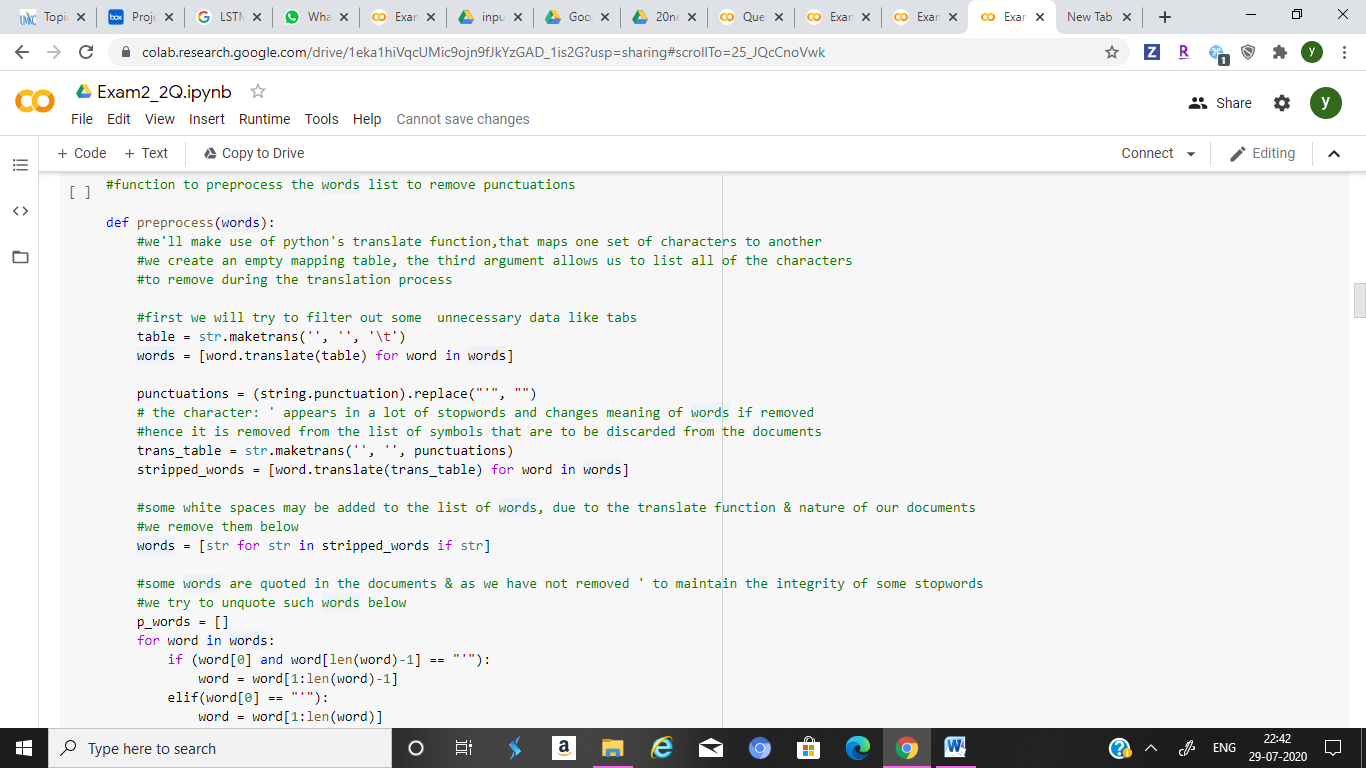 Topi
box Proje
G LSTM
Wha
Exar
inpu
Goo
20ne
Que
Exar
Exar
Exar
New Tab
colab.research.google.com/drive/1eka1hiVqcUMic9ojn9fJkYzGAD_1is2G?usp=sharing#scrollTo=25_JQcCnoVwk
Z R 1 y
Exam2_2Q.ipynb
File Edit View Insert Runtime Tools Help Cannot save changes
Share y
+ Code + Text Copy to Drive Connect Editing
[ ] #function to preprocess the words list to remove punctuations
def preprocess(words):
#we'll make use of python's translate function,that maps one set of characters to another
#we create an empty mapping table, the third argument allows us to list all of the characters
#to remove during the translation process
#first we will try to filter out some  unnecessary data like tabs
table = str.maketrans('', '', '\t')
words = [word.translate(table) for word in words]
punctuations = (string.punctuation).replace("'", "")
# the character: ' appears in a lot of stopwords and changes meaning of words if removed
#hence it is removed from the list of symbols that are to be discarded from the documents
trans_table = str.maketrans('', '', punctuations)
stripped_words = [word.translate(trans_table) for word in words]
#some white spaces may be added to the list of words, due to the translate function & nature of our documents
#we remove them below
words = [str for str in stripped_words if str]
#some words are quoted in the documents & as we have not removed ' to maintain the integrity of some stopwords
#we try to unquote such words below
p_words = []
for word in words:
if (word[0] and word[len(word)-1] == "'"):
word = word[1:len(word)-1]
elif(word[0] == "'"):
word = word[1:len(word)]
Type here to search
ENG
22:42
29-07-2020